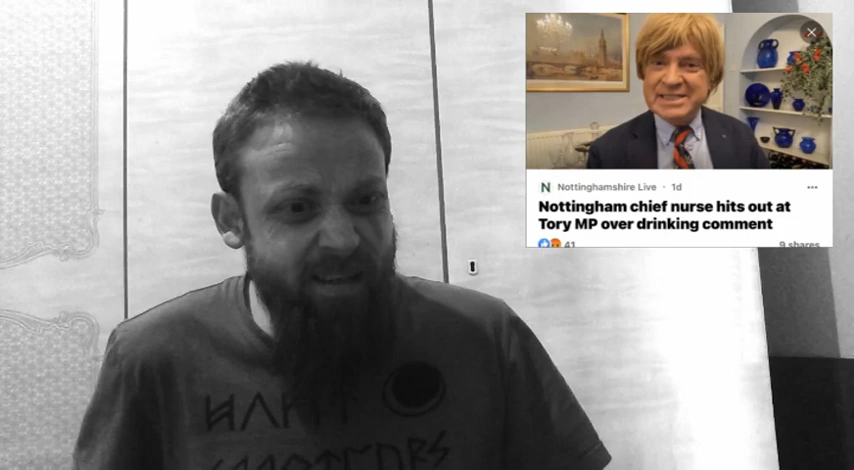 N Nottinghamshire Live · 1d ...
Nottingham chief nurse hits out at
Tory MP over drinking comment
41 9 shares